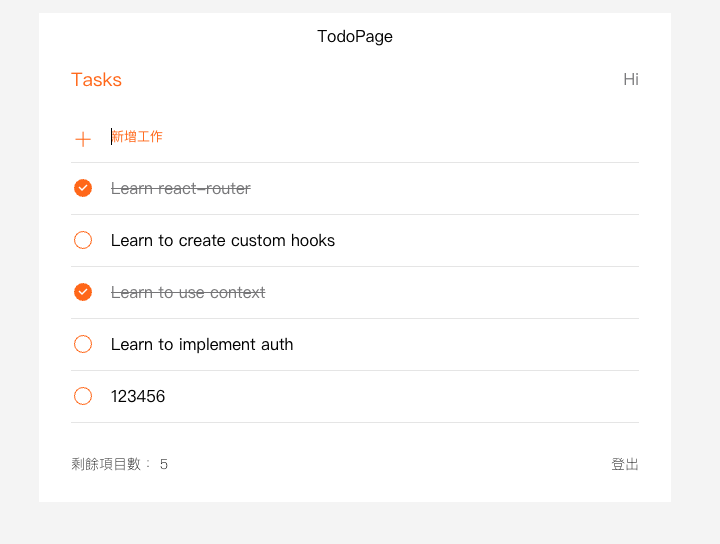 TodoPage
Tasks
Hi
新增工作
Learn react-router
Learn to create custom hooks
Learn to use context
Learn to implement auth
123456
剩餘項目數： 5
登出